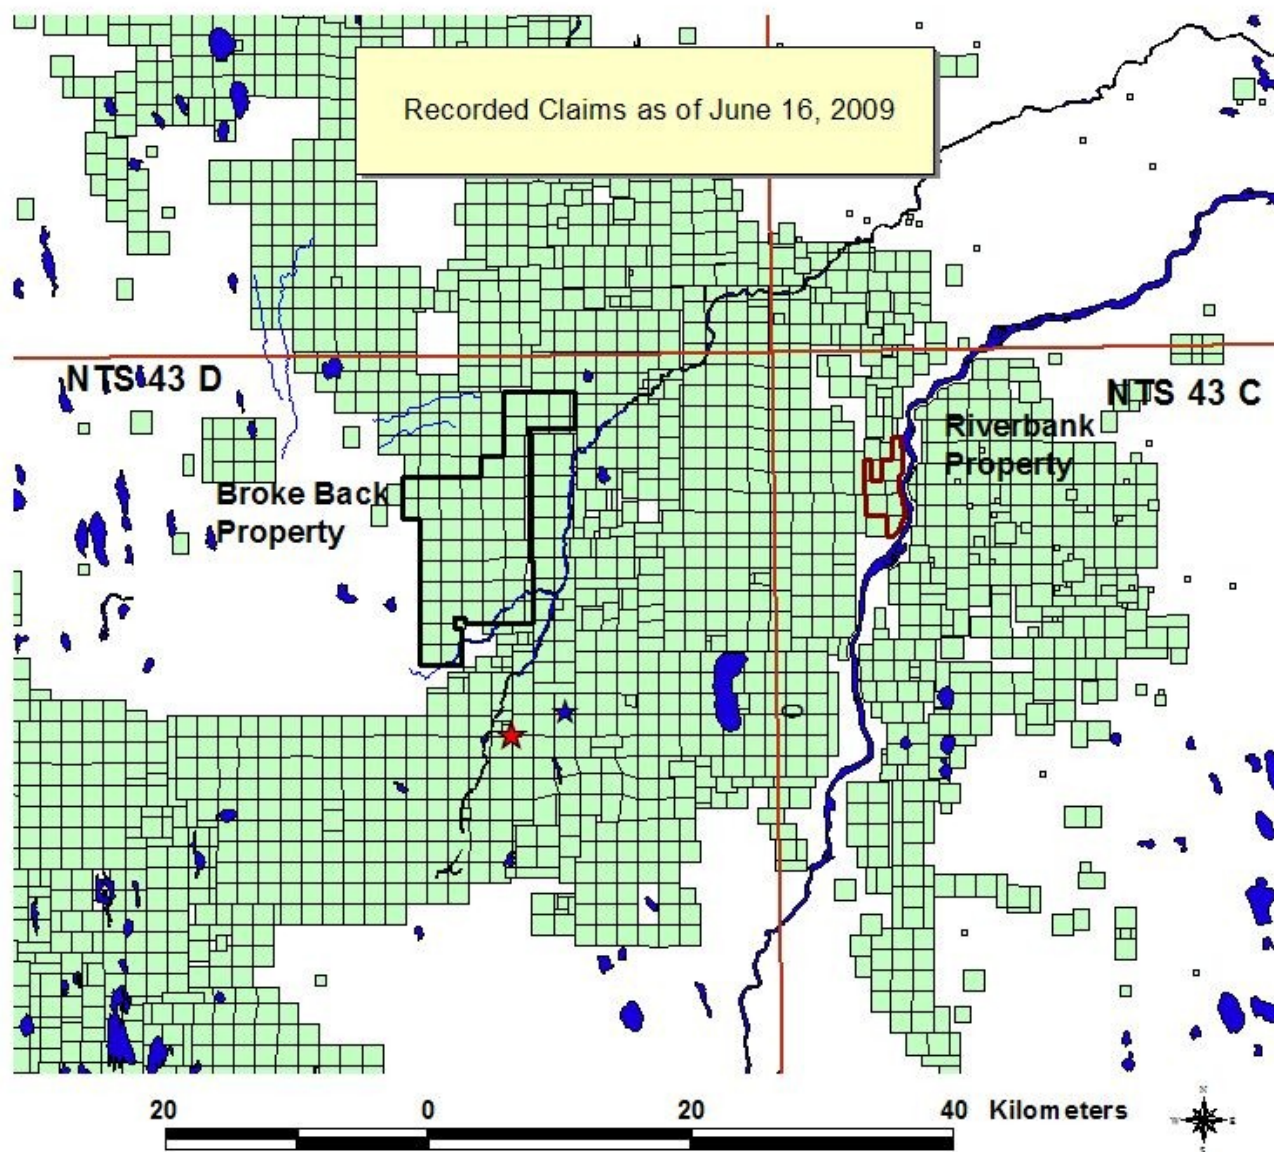 Recorded Claims as of June 16, 2009
NTS 43 D
NTS 43 C
Riverbank
Property
Broke Back
Property
20 0 20 40 Kilometers
N
W E
S